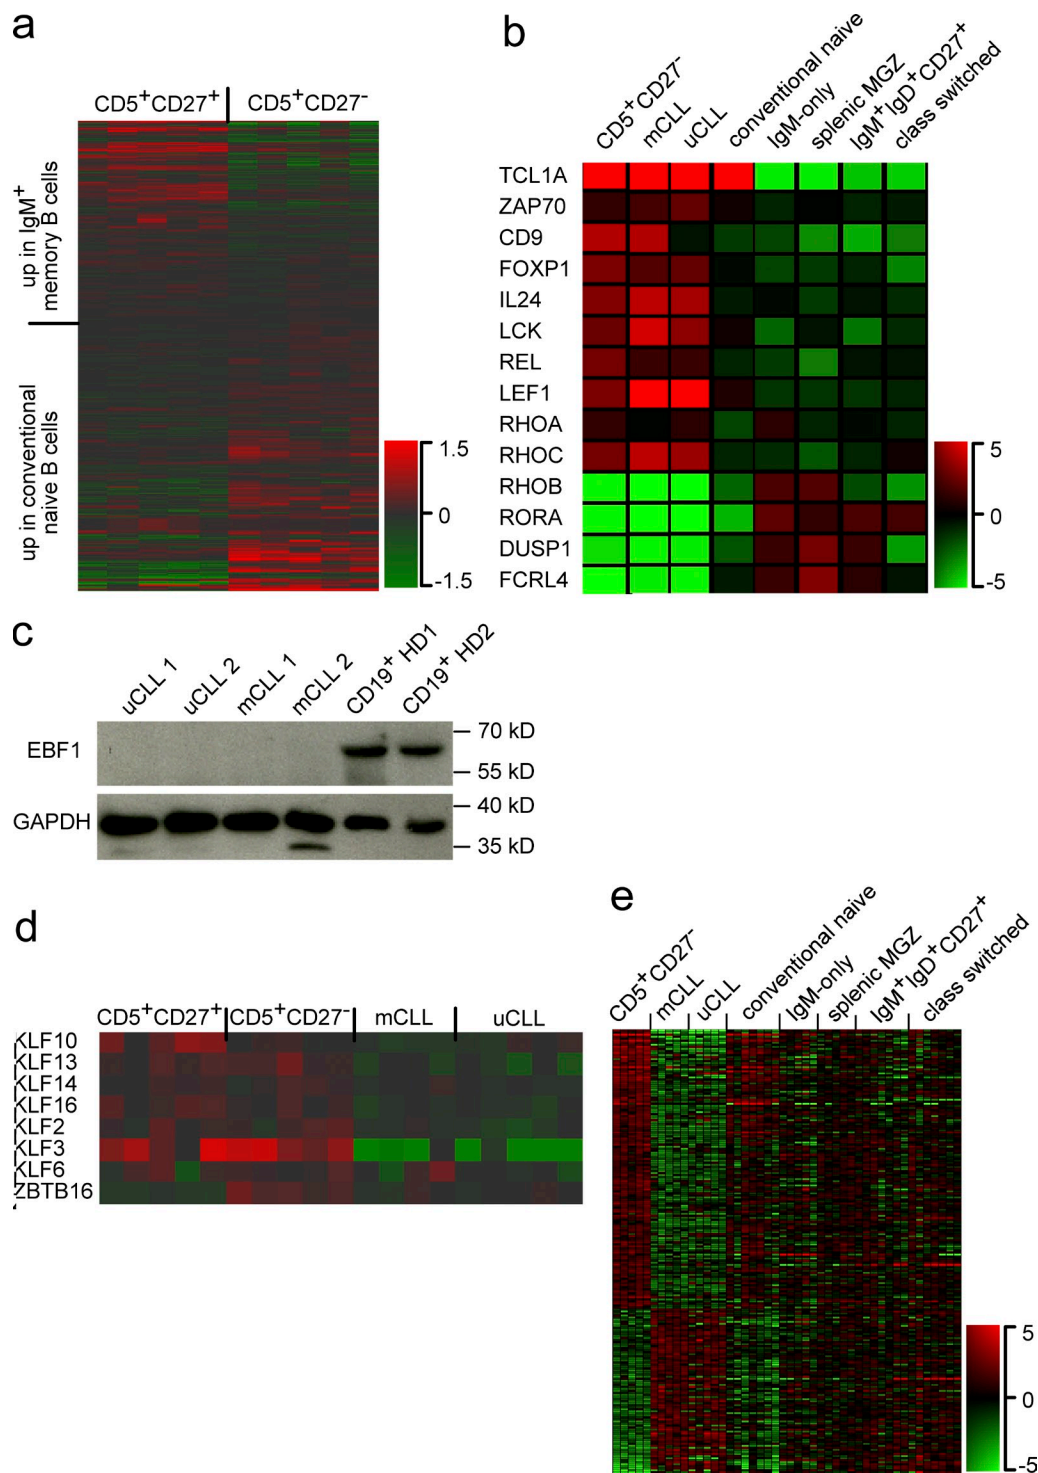 a
CD5+CD27+ CD5+CD27-
up in IgM+
memory B cells
up in conventional
naive B cells
1.5
0
-1.5
b
CD5+CD27-
mCLL
uCLL
conventional naive
IgM-only
splenic MGZ
IgM+IgD+CD27+
class switched
TCL1A
ZAP70
CD9
FOXP1
IL24
LCK
REL
LEF1
RHOA
RHOC
RHOB
RORA
DUSP1
FCRL4
5
0
-5
c
uCLL 1
uCLL 2
mCLL 1
mCLL 2
CD19+ HD1
CD19+ HD2
EBF1
70 kD
55 kD
GAPDH
40 kD
35 kD
d
CD5+CD27+ CD5+CD27- mCLL uCLL
KLF10
KLF13
KLF14
KLF16
KLF2
KLF3
KLF6
ZBTB16
e
CD5+CD27-
mCLL
uCLL
conventional naive
IgM-only
splenic MGZ
IgM+IgD+CD27+
class switched
5
0
-5